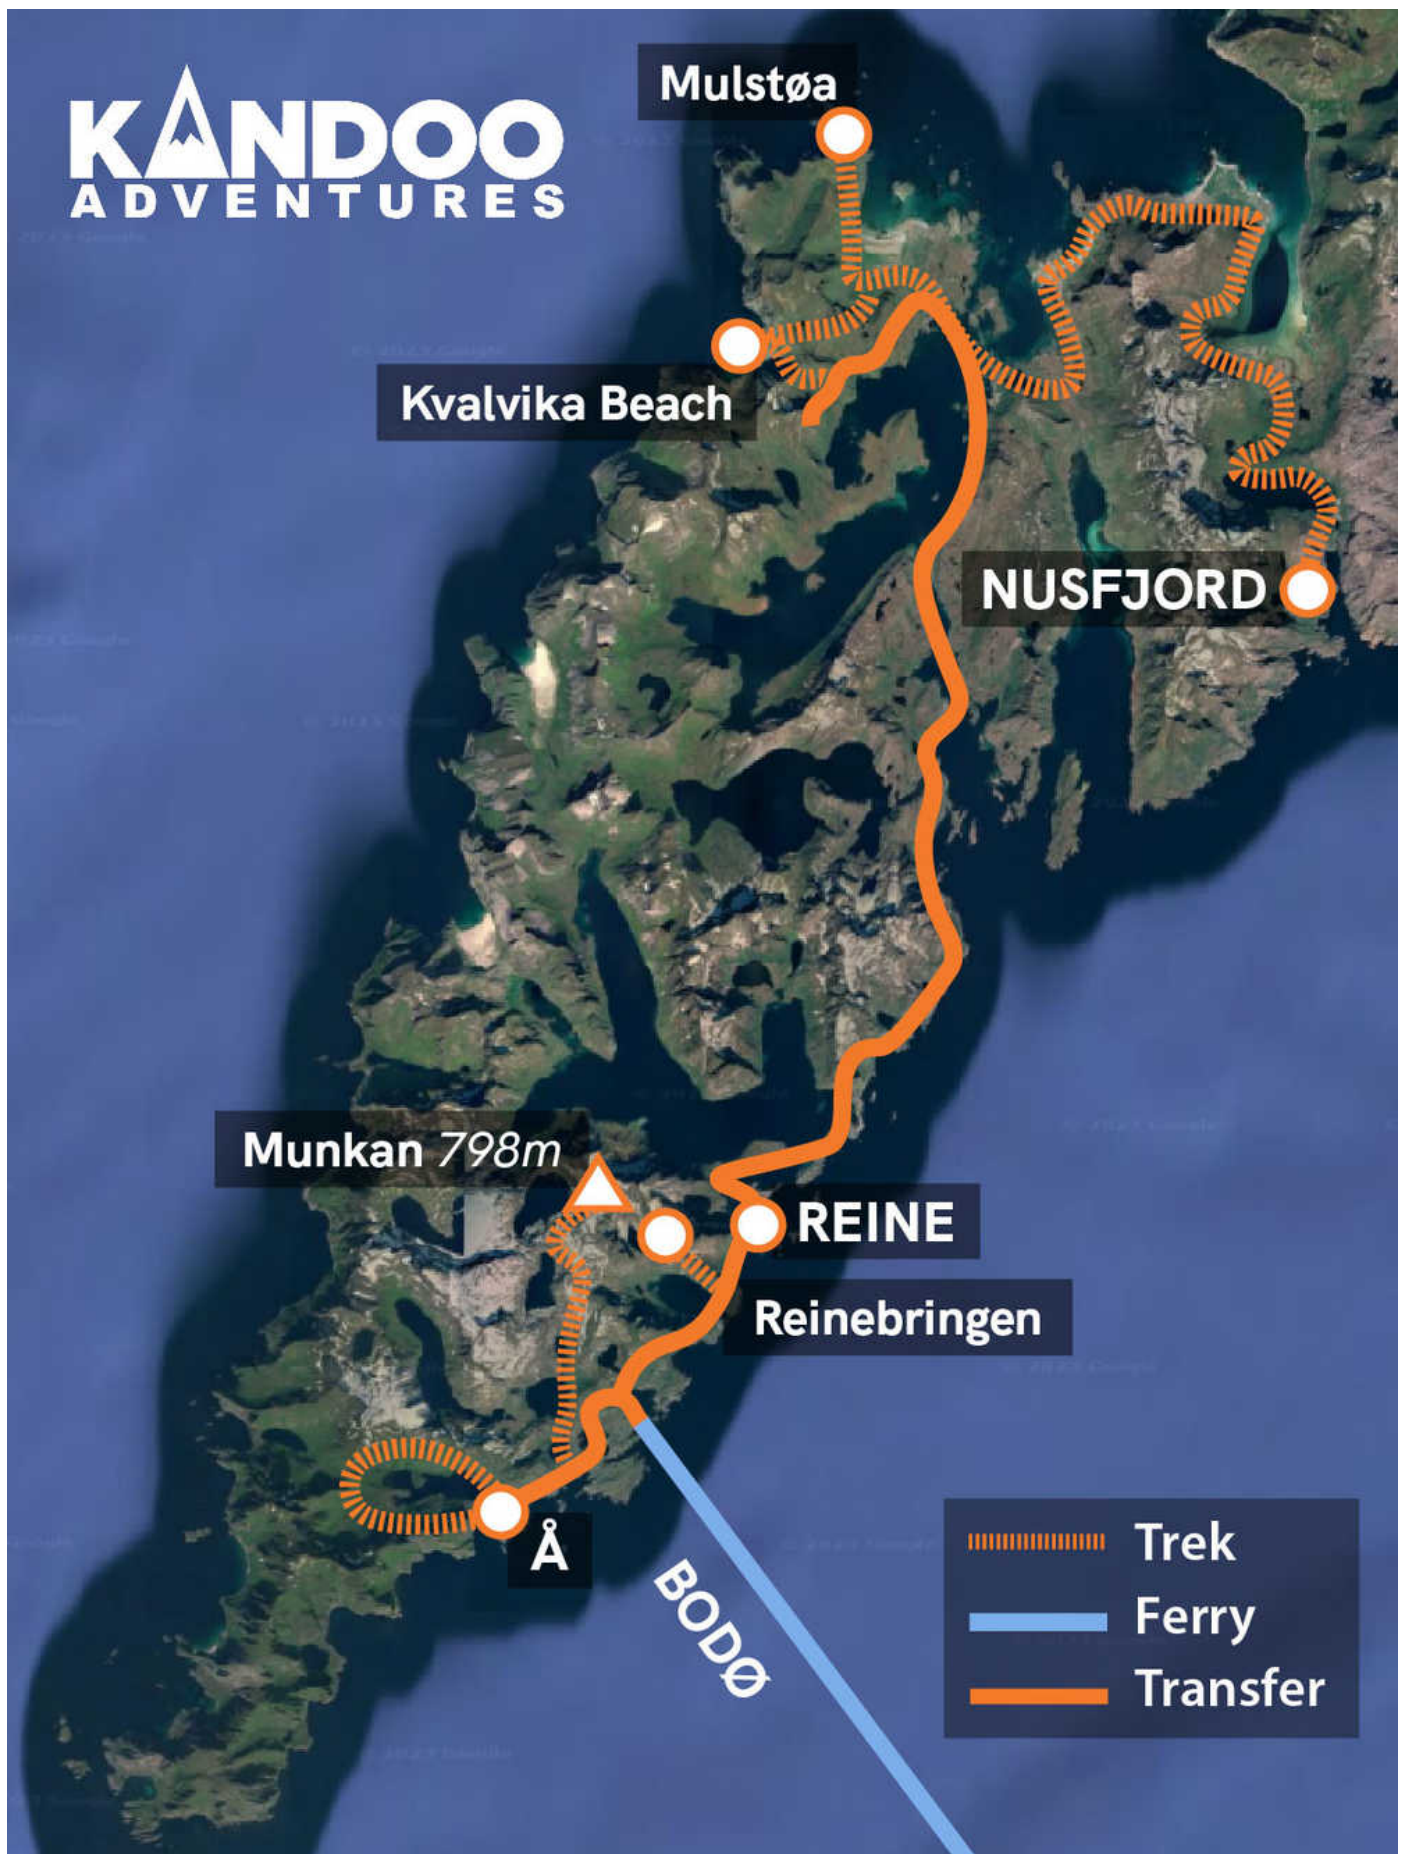 KANDOO
ADVENTURES
Mulstøa
Kvalvika Beach
NUSFJORD
Munkan 798m
REINE
Reinebringen
Å
BODØ
Trek
Ferry
Transfer